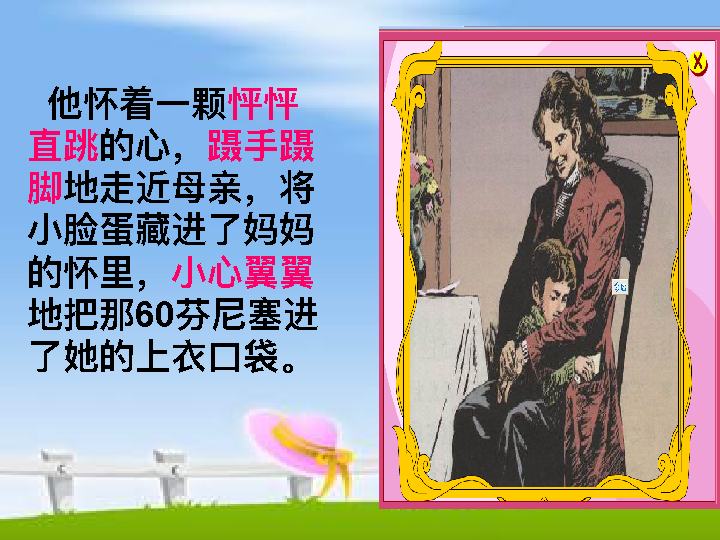 他怀着一颗怦怦
直跳的心，蹑手蹑
脚地走近母亲，将
小脸蛋藏进了妈妈
的怀里，小心翼翼
地把那60芬尼塞进
了她的上衣口袋。